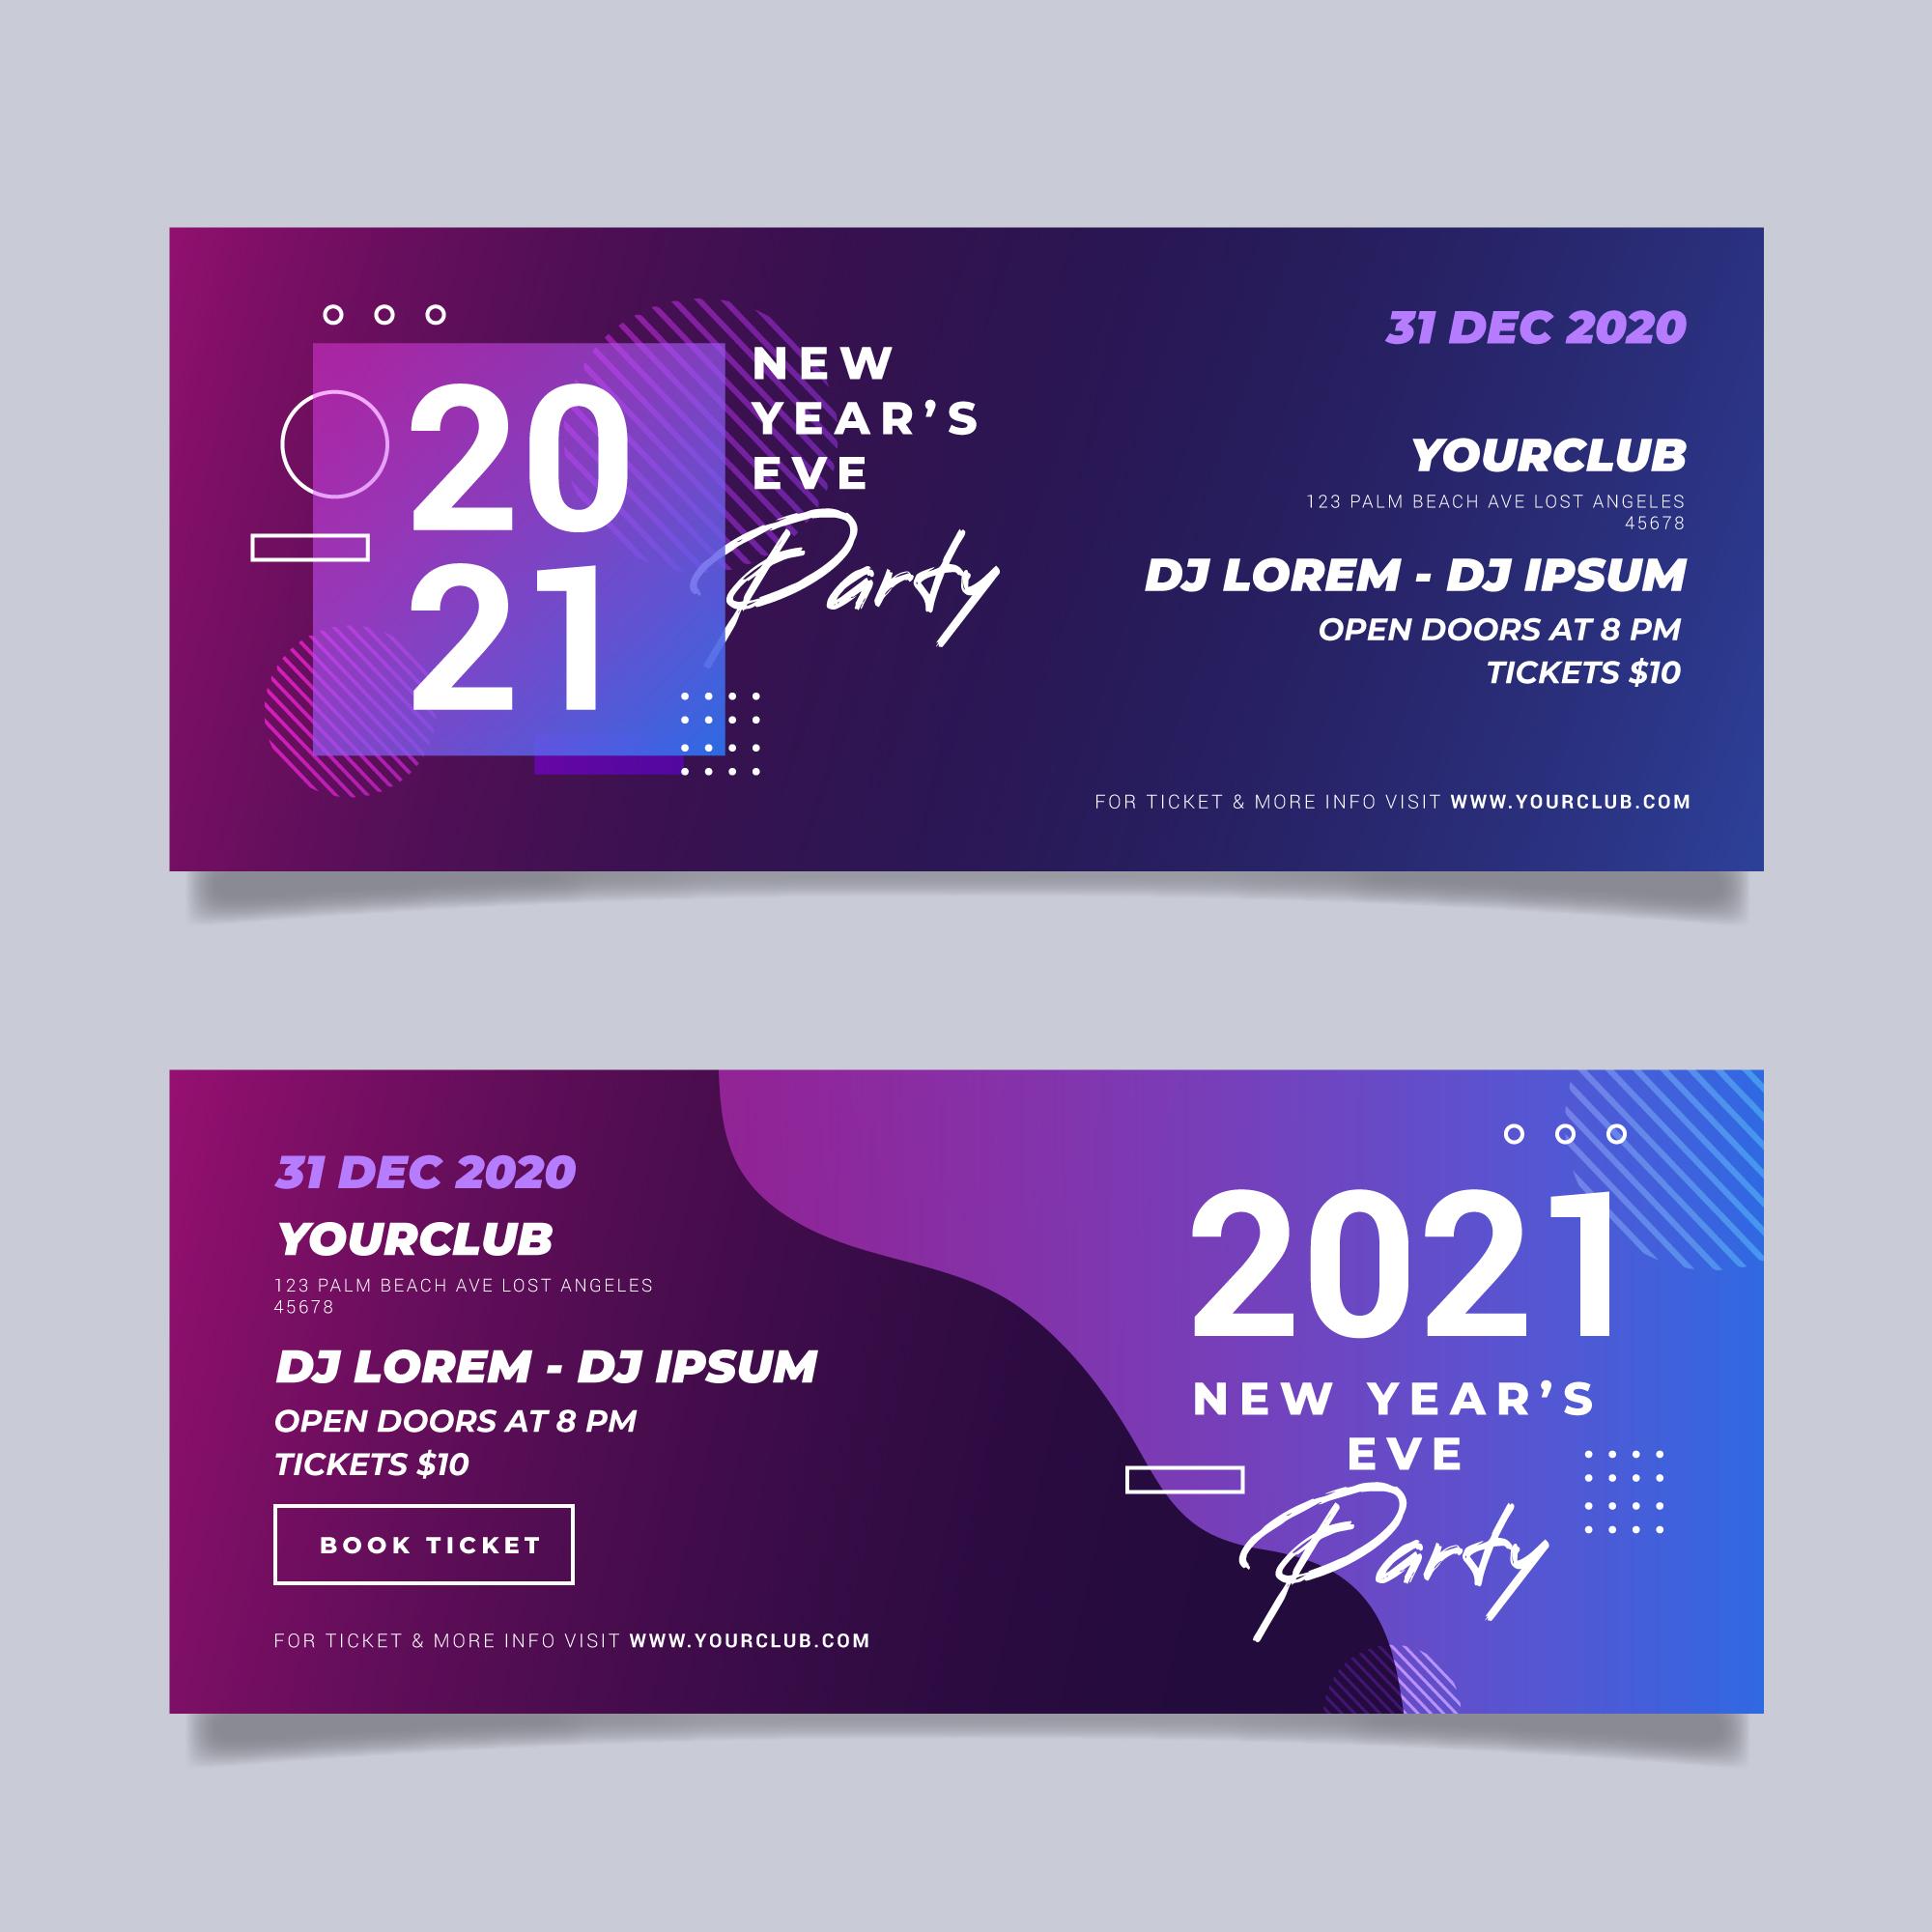 20
21
NEW
YEAR’S
EVE
Party
31 DEC 2020
YOURCLUB
123 PALM BEACH AVE LOST ANGELES
45678
DJ LOREM - DJ IPSUM
OPEN DOORS AT 8 PM
TICKETS $10
FOR TICKET & MORE INFO VISIT WWW.YOURCLUB.COM
31 DEC 2020
YOURCLUB
123 PALM BEACH AVE LOST ANGELES
45678
DJ LOREM - DJ IPSUM
OPEN DOORS AT 8 PM
TICKETS $10
BOOK TICKET
FOR TICKET & MORE INFO VISIT WWW.YOURCLUB.COM
2021
NEW YEAR’S
EVE
Party